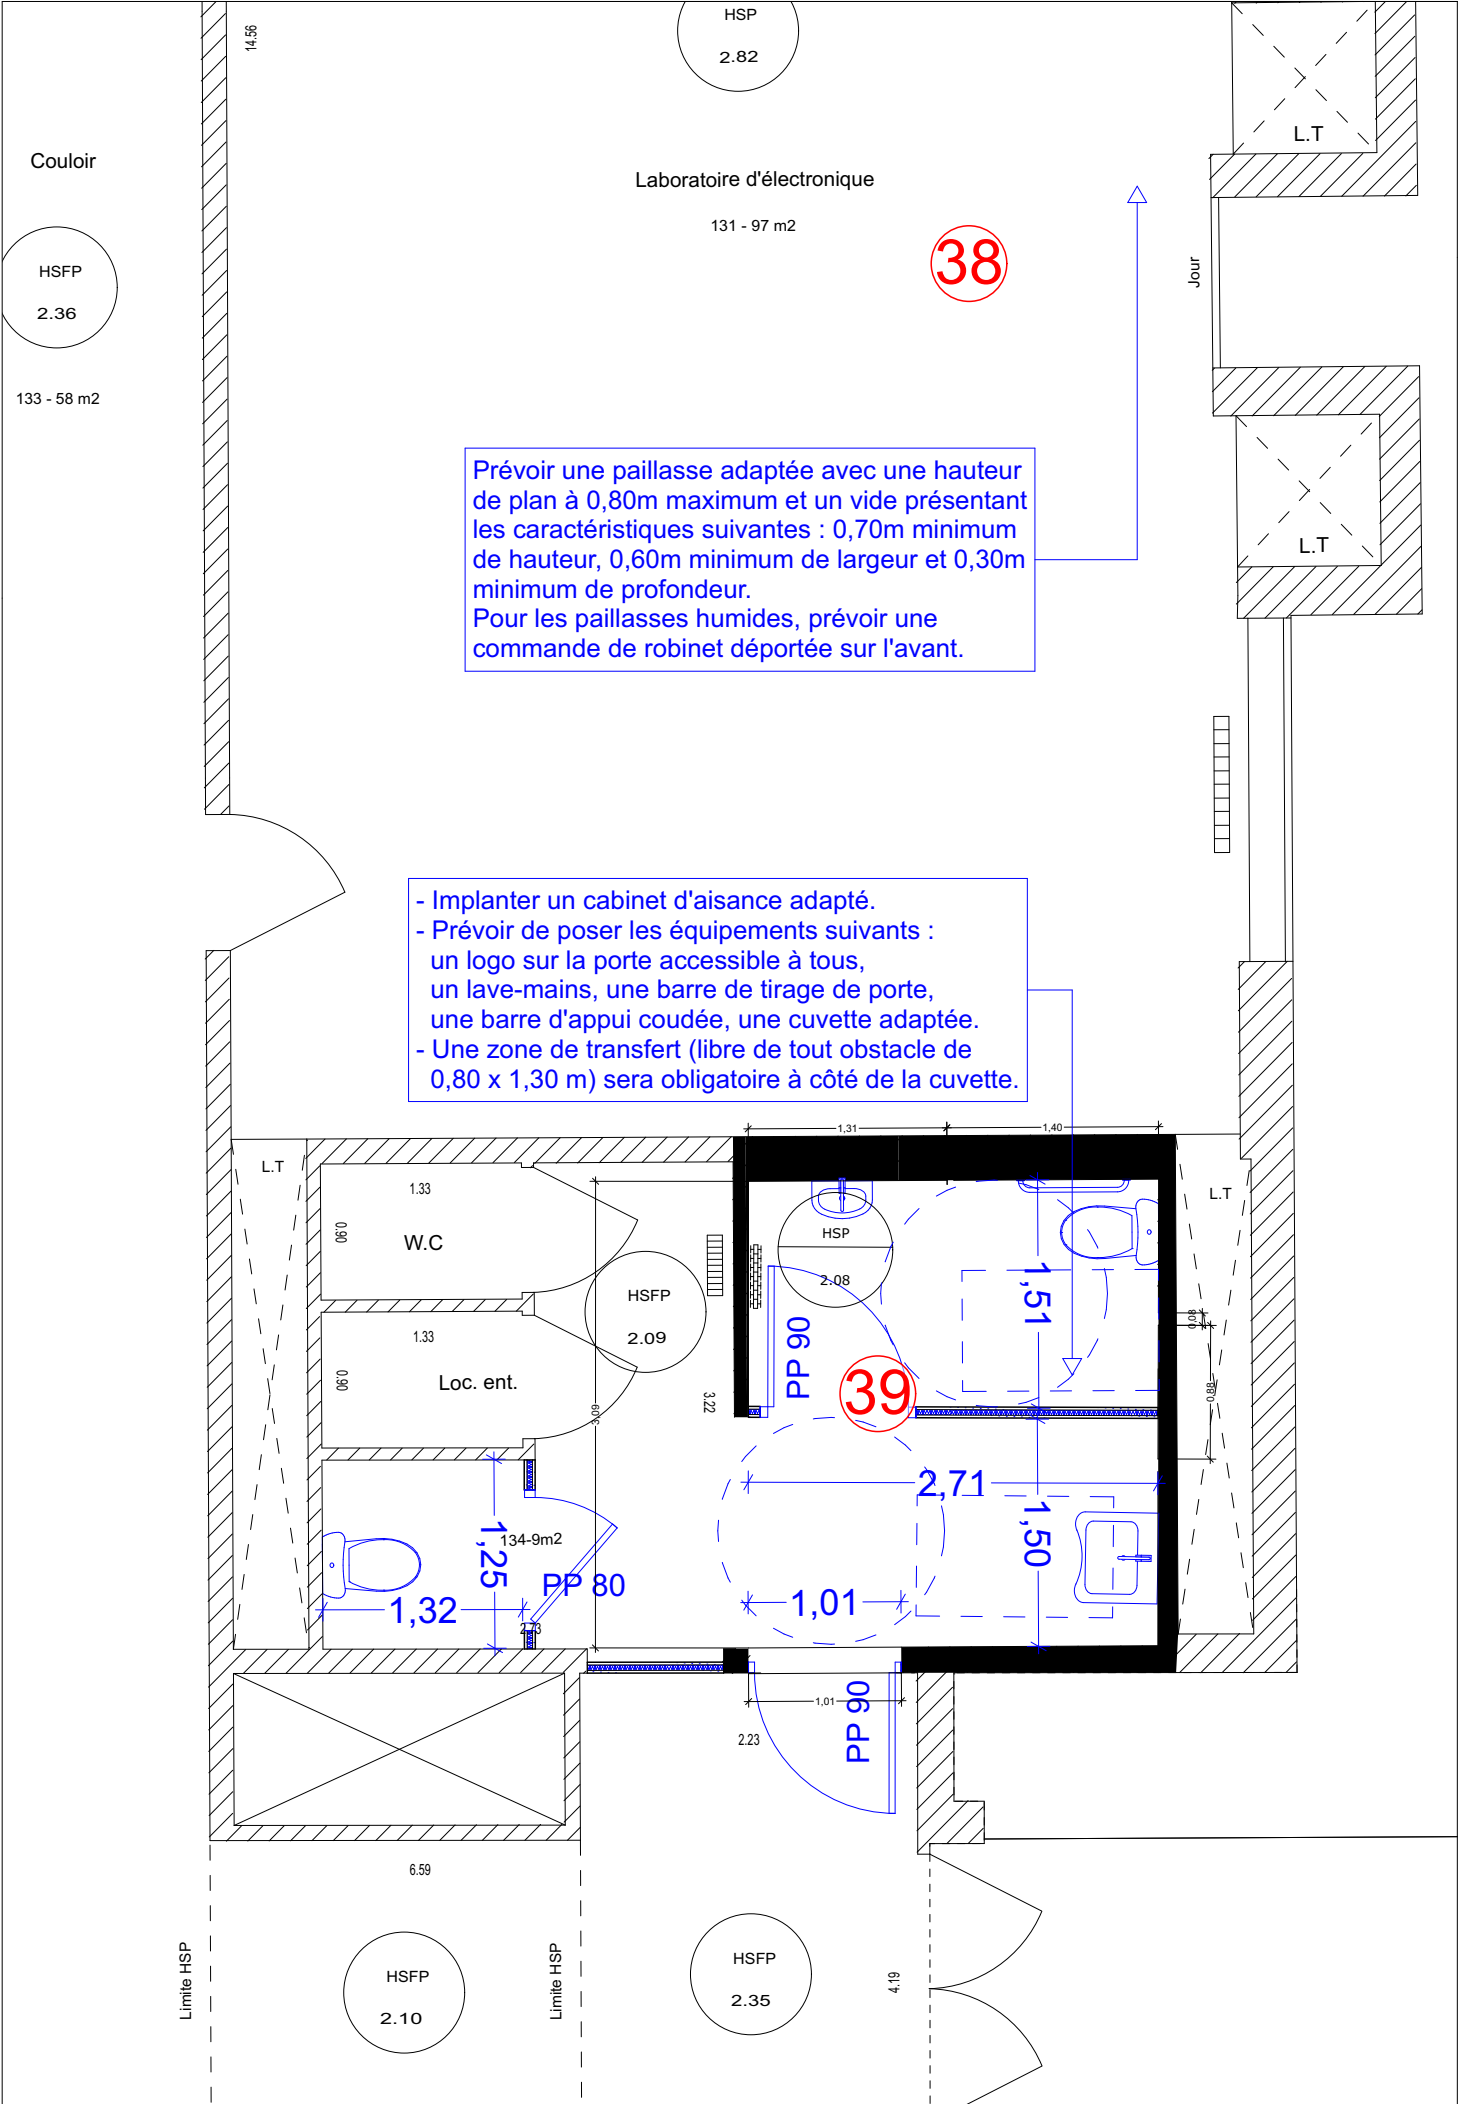 14.56
HSP
2.82
L.T
Couloir
Laboratoire d'électronique
131 - 97 m2
38
Jour
HSFP
2.36
133 - 58 m2
Prévoir une paillasse adaptée avec une hauteur
de plan à 0,80m maximum et un vide présentant
les caractéristiques suivantes : 0,70m minimum
de hauteur, 0,60m minimum de largeur et 0,30m
minimum de profondeur.
Pour les paillasses humides, prévoir une
commande de robinet déportée sur l'avant.
L.T
- Implanter un cabinet d'aisance adapté.
- Prévoir de poser les équipements suivants :
un logo sur la porte accessible à tous,
un lave-mains, une barre de tirage de porte,
une barre d'appui coudée, une cuvette adaptée.
- Une zone de transfert (libre de tout obstacle de
0,80 x 1,30 m) sera obligatoire à côté de la cuvette.
1,31
1,40
L.T
1.33
0.90
W.C
L.T
HSP
2.08
HSFP
2.09
1,51
0,08
1.33
0.90
Loc. ent.
PP 90
39
3.22
3,09
0,88
2,71
1,25
134-9m2
1,50
PP 80
1,32
1,01
2.73
1,01
PP 90
2.23
6.59
Limite HSP
HSFP
2.10
Limite HSP
HSFP
2.35
4.19